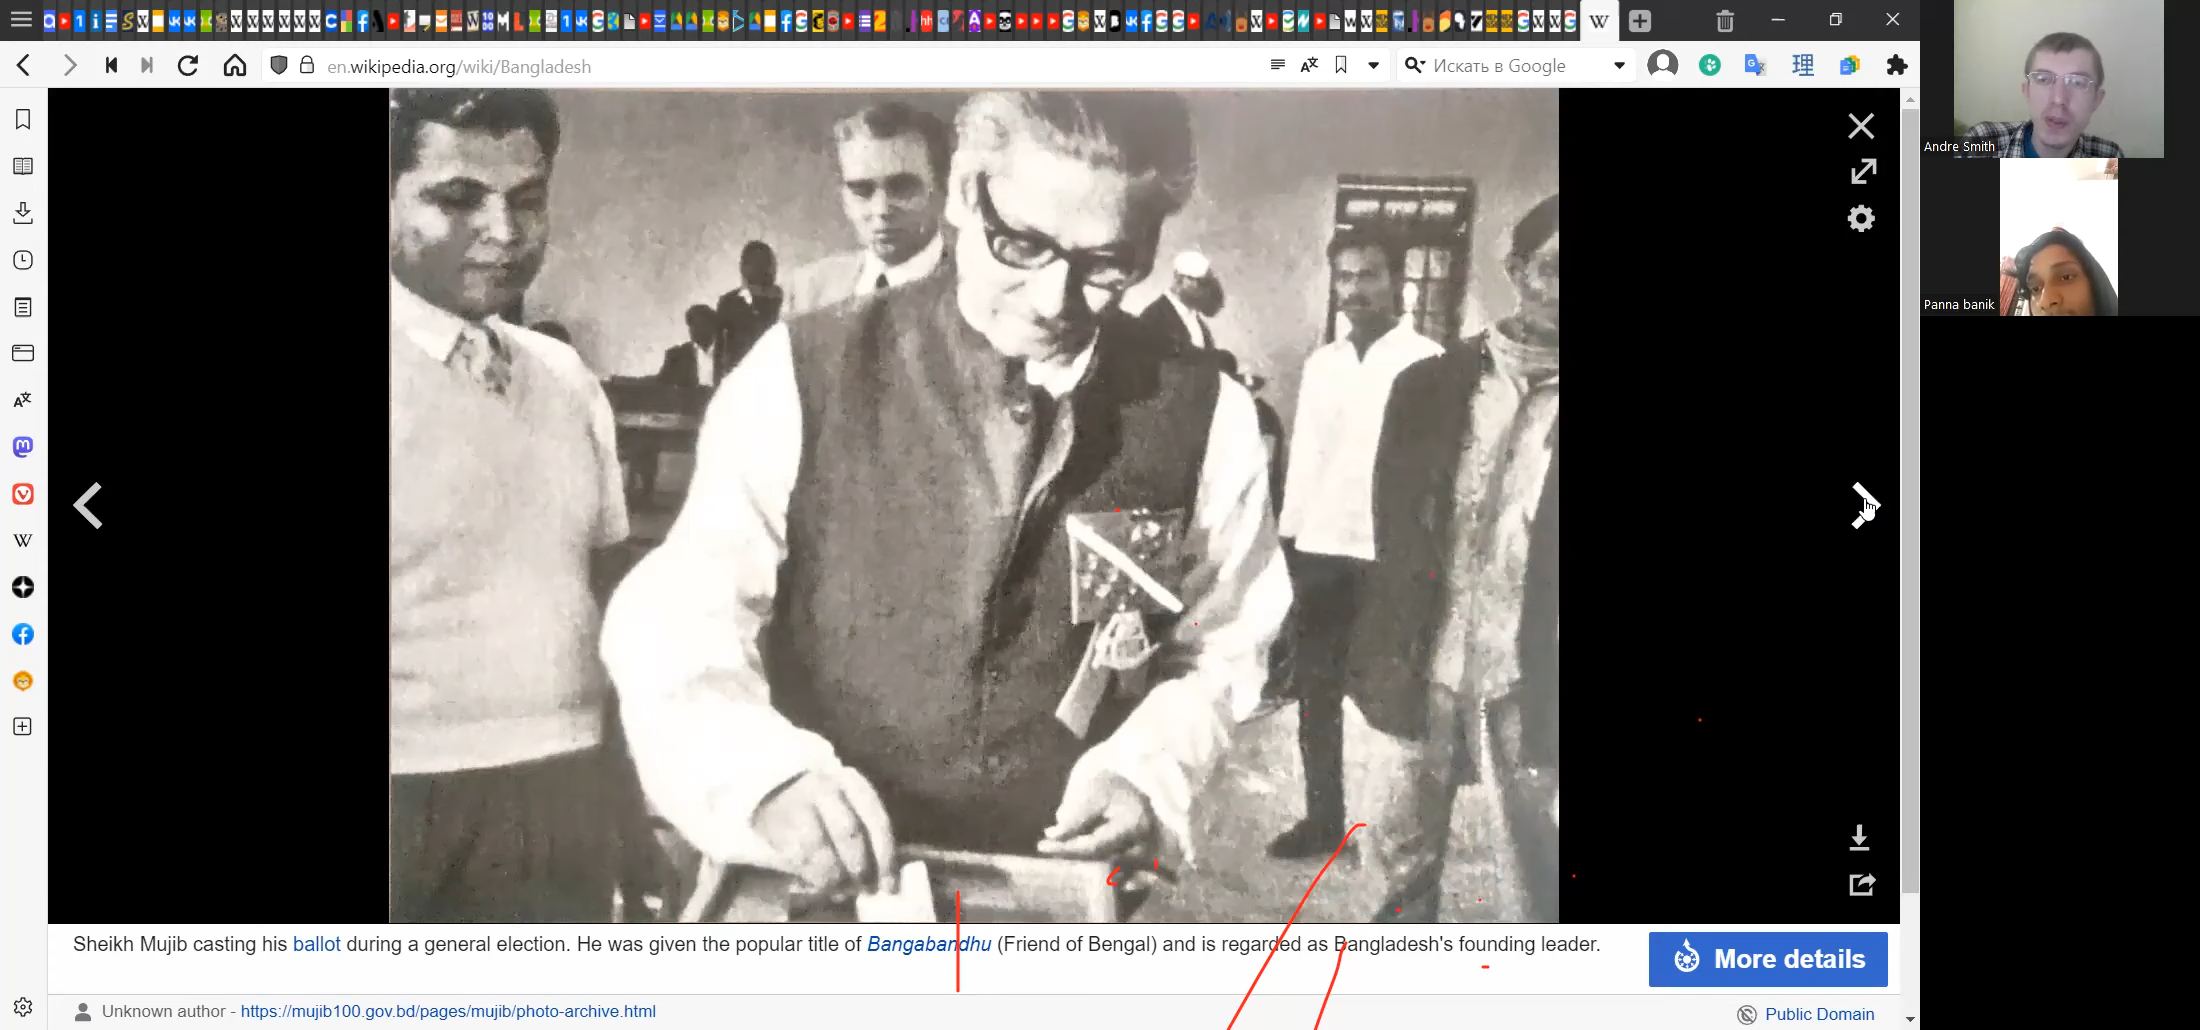 en.wikipedia.org/wiki/Bangladesh
Искать в Google
Andre Smith
Panna banik
Sheikh Mujib casting his ballot during a general election. He was given the popular title of Bangabandhu (Friend of Bengal) and is regarded as Bangladesh's founding leader.
More details
Unknown author - https://mujib100.gov.bd/pages/mujib/photo-archive.html
Public Domain